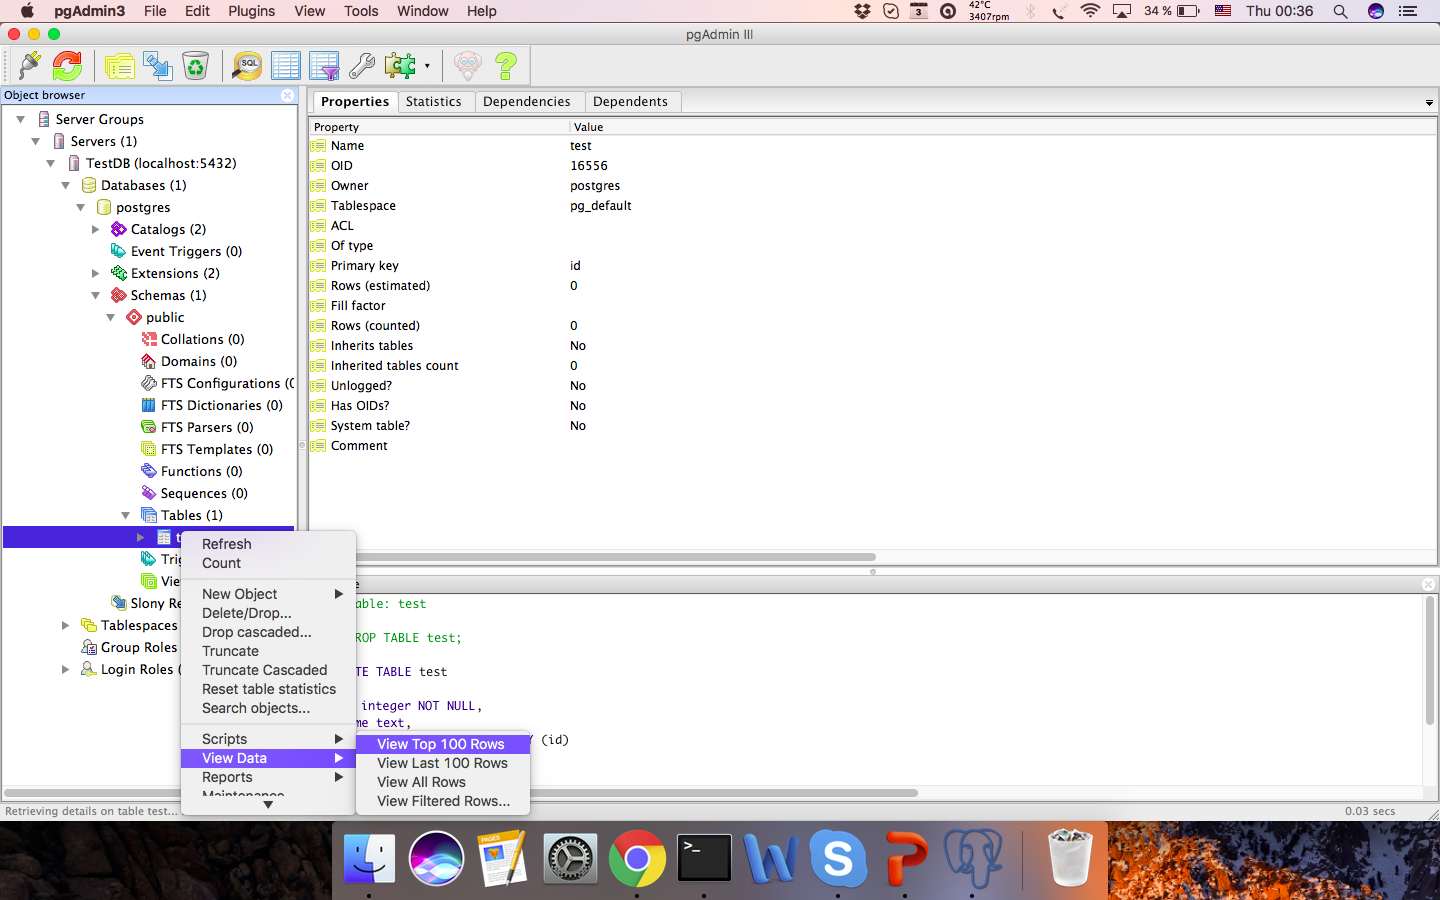 pgAdmin3 File Edit Plugins View Tools Window Help
3
42°C
3407rpm
34 %
Thu 00:36
pgAdmin III
SQL
Object browser
Server Groups
Servers (1)
TestDB (localhost:5432)
Databases (1)
postgres
Catalogs (2)
Event Triggers (0)
Extensions (2)
Schemas (1)
public
Collations (0)
Domains (0)
FTS Configurations (0
FTS Dictionaries (0)
FTS Parsers (0)
FTS Templates (0)
Functions (0)
Sequences (0)
Tables (1)
t
Trig
Vie
Slony Re
Tablespaces
Group Roles
Login Roles (
Properties Statistics Dependencies Dependents
Property Value
Name test
OID 16556
Owner postgres
Tablespace pg_default
ACL
Of type
Primary key id
Rows (estimated) 0
Fill factor
Rows (counted) 0
Inherits tables No
Inherited tables count 0
Unlogged? No
Has OIDs? No
System table? No
Comment
Refresh
Count
New Object
Delete/Drop...
Drop cascaded...
Truncate
Truncate Cascaded
Reset table statistics
Search objects...
Scripts
View Data
Reports
Maintenance
View Top 100 Rows
View Last 100 Rows
View All Rows
View Filtered Rows...
e
able: test
ROP TABLE test;
TE TABLE test
integer NOT NULL,
me text,
Y (id)
Retrieving details on table test...
0.03 secs
PAGES
>_
W
S
P